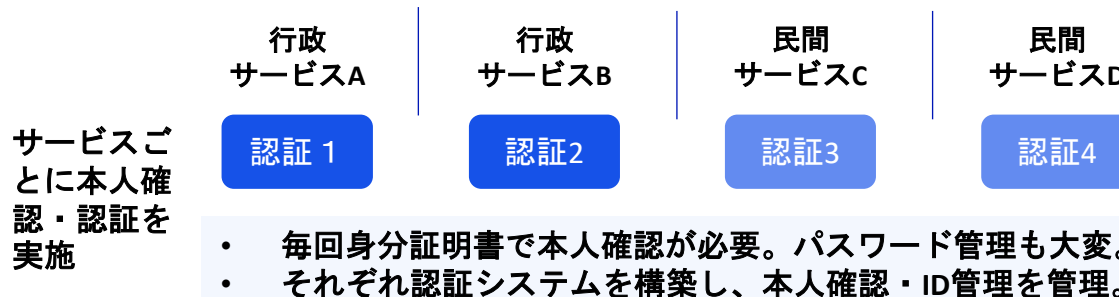 行政
サービスA
行政
サービスB
民間
サービスC
民間
サービスD
サービスご
とに本人確
認・認証を
実施
認証１
認証2
認証3
認証4
• 毎回身分証明書で本人確認が必要。パスワード管理も大変。
• それぞれ認証システムを構築し、本人確認・ID管理を管理。